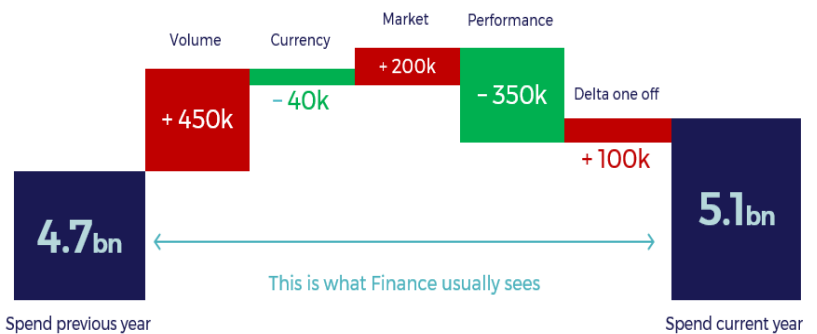 Market
Performance
Volume
Currency
+ 200k
- 350k
Delta one off
- 40k
+ 450k
+ 100k
4.7bn
5.1bn
This is what Finance usually sees
Spend previous year
Spend current year